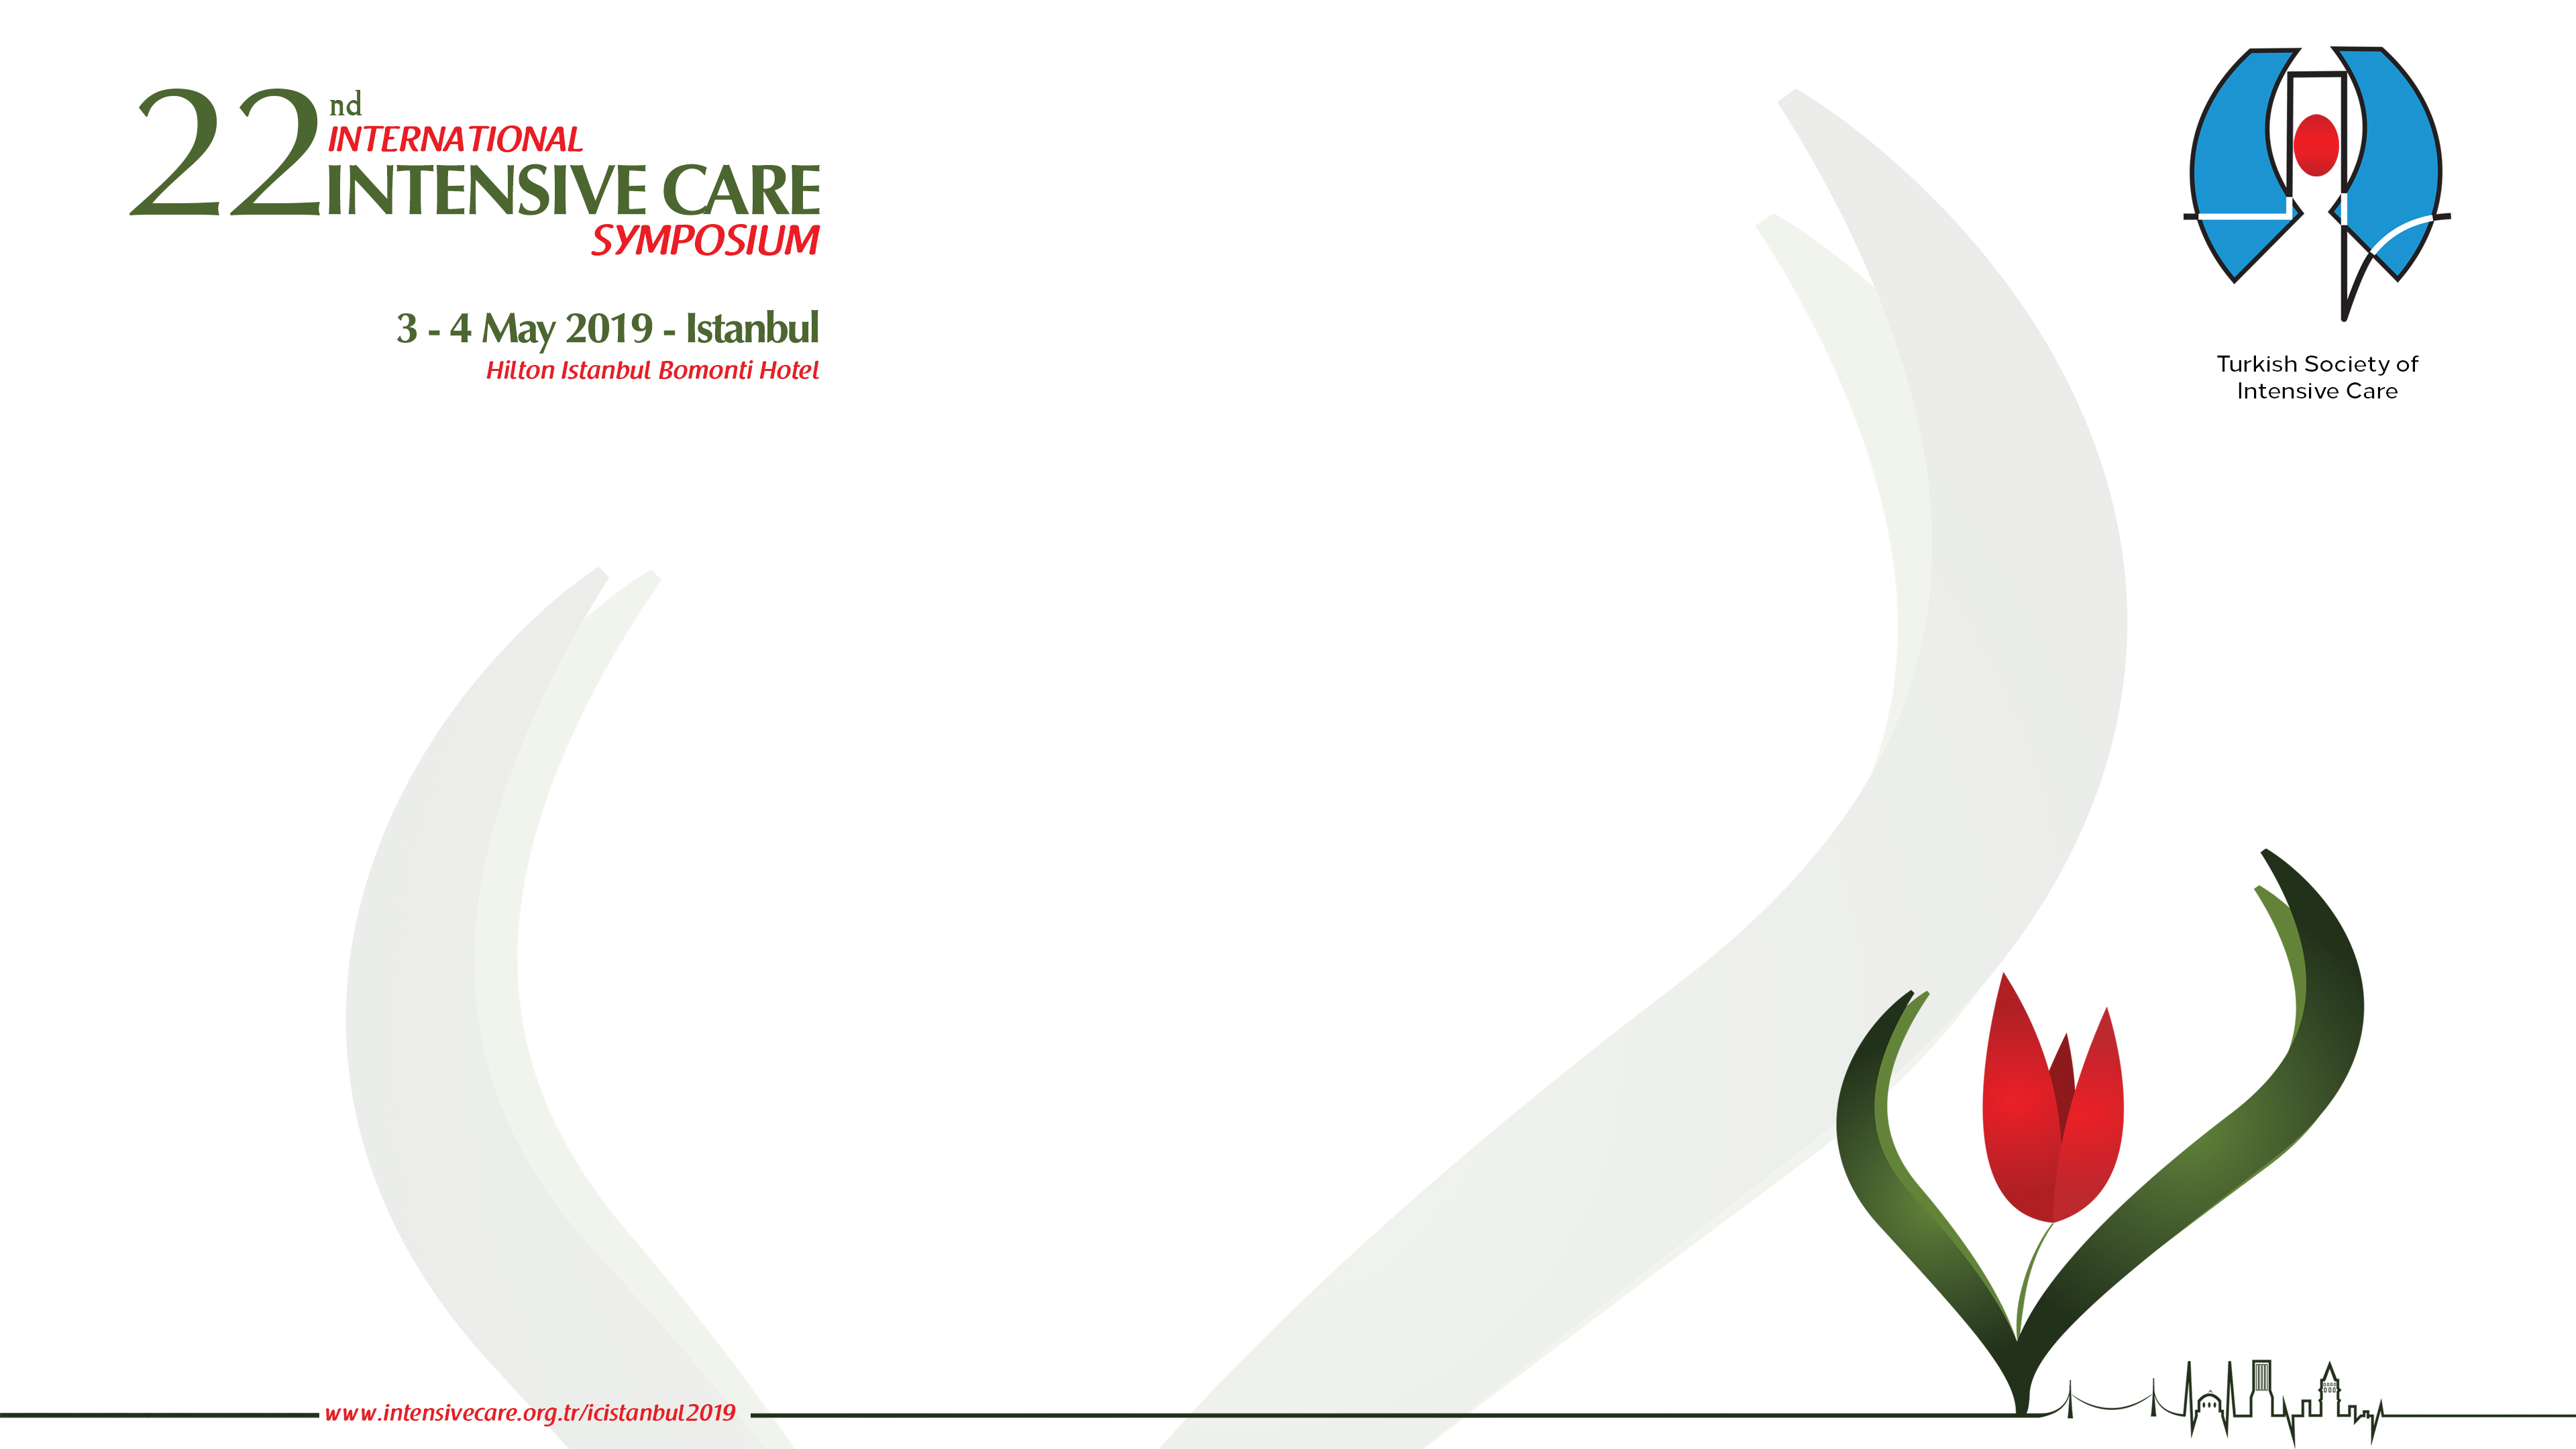 22nd
INTERNATIONAL
INTENSIVE CARE
SYMPOSIUM
3 - 4 May 2019 - Istanbul
Hilton Istanbul Bomonti Hotel
Turkish Society of
Intensive Care
www.intensivecare.org.tr/icistanbul2019